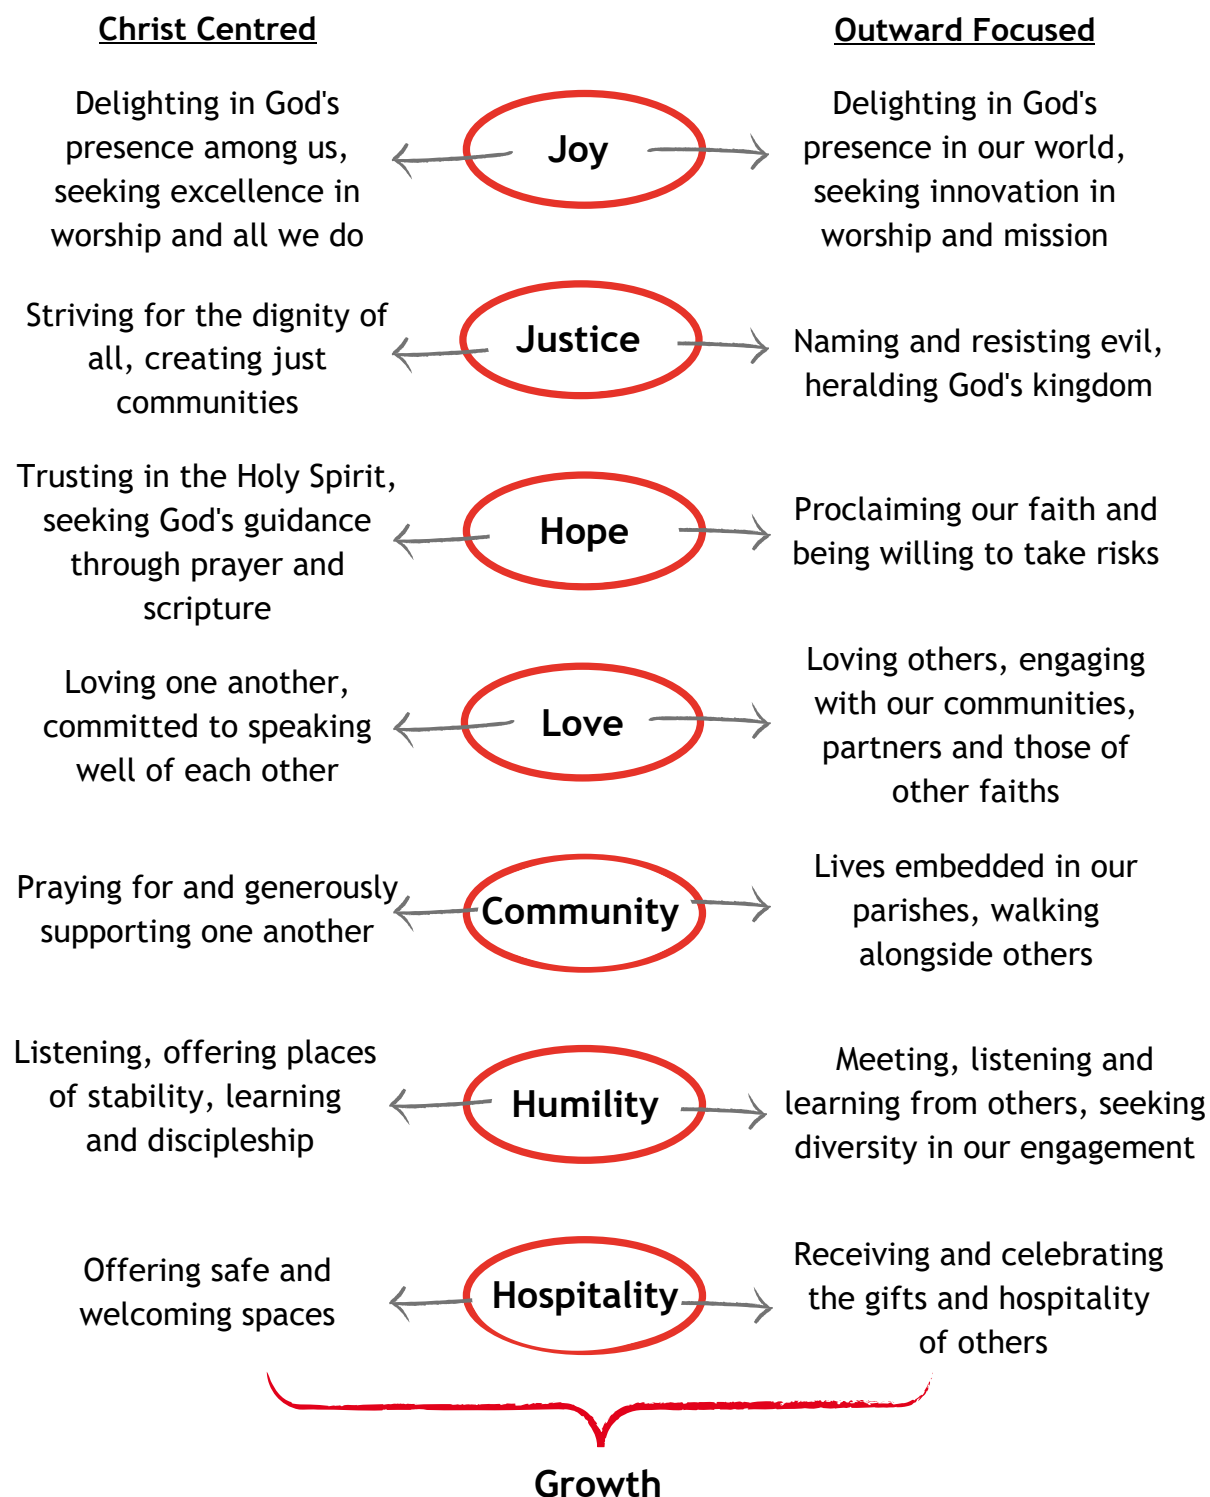 Christ Centred
Outward Focused
Delighting in God's
presence among us,
seeking excellence in
worship and all we do
Joy
Delighting in God's
presence in our world,
seeking innovation in
worship and mission
Striving for the dignity of
all, creating just
communities
Justice
Naming and resisting evil,
heralding God's kingdom
Trusting in the Holy Spirit,
seeking God's guidance
through prayer and
scripture
Hope
Proclaiming our faith and
being willing to take risks
Loving one another,
committed to speaking
well of each other
Love
Loving others, engaging
with our communities,
partners and those of
other faiths
Praying for and generously
supporting one another
Community
Lives embedded in our
parishes, walking
alongside others
Listening, offering places
of stability, learning
and discipleship
Humility
Meeting, listening and
learning from others, seeking
diversity in our engagement
Offering safe and
welcoming spaces
Hospitality
Receiving and celebrating
the gifts and hospitality
of others
Growth